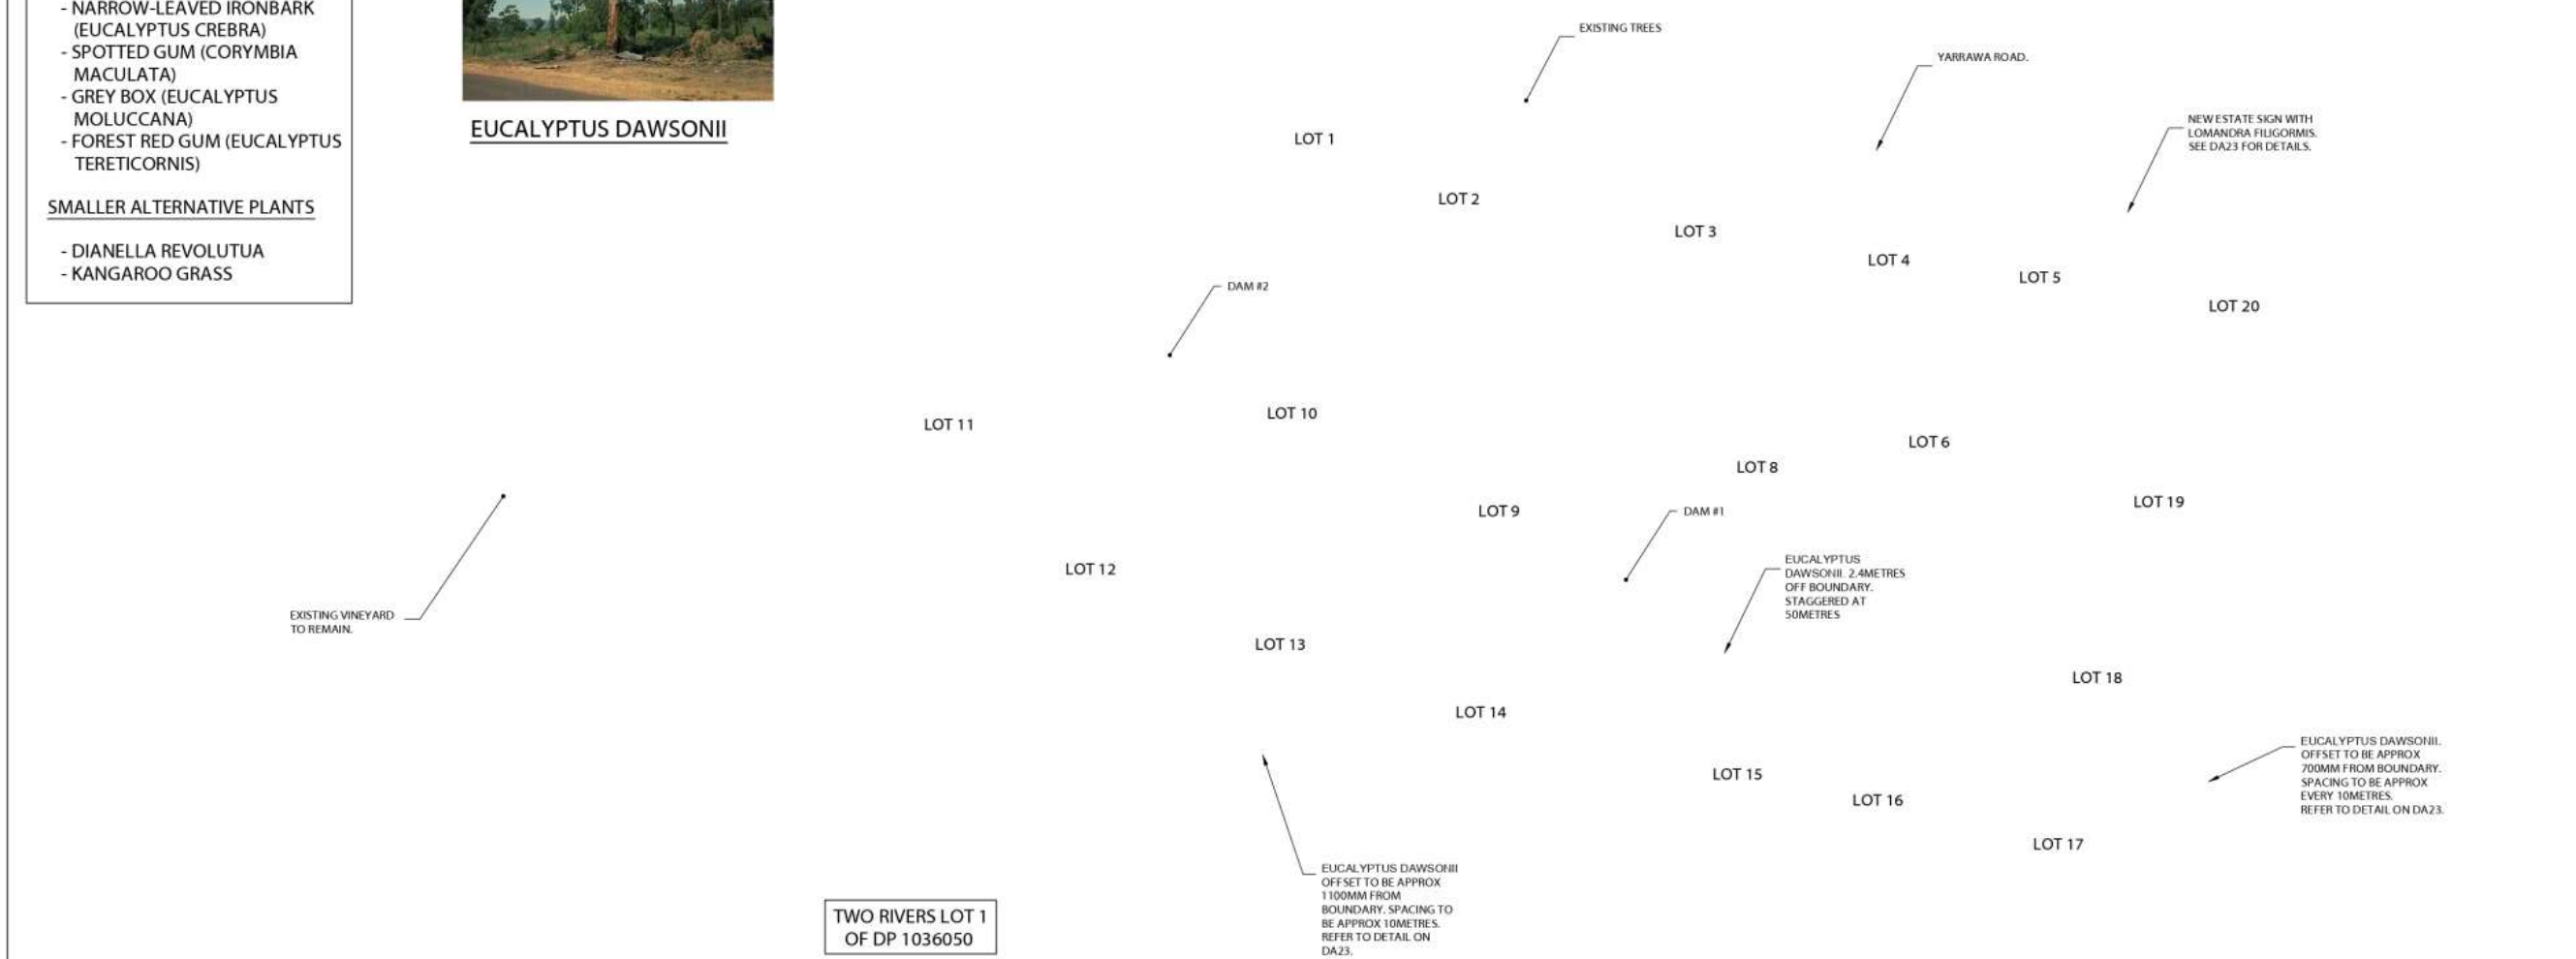 - NARROW-LEAVED IRONBARK
(EUCALYPTUS CREBRA)
- SPOTTED GUM (CORYMBIA
MACULATA)
- GREY BOX (EUCALYPTUS
MOLUCCANA)
- FOREST RED GUM (EUCALYPTUS
TERETICORNIS)
SMALLER ALTERNATIVE PLANTS
- DIANELLA REVOLUTUA
- KANGAROO GRASS
EUCALYPTUS DAWSONII
EXISTING TREES
YARRAWA ROAD.
NEW ESTATE SIGN WITH
LOMANDRA FILIGORMIS.
SEE DA23 FOR DETAILS.
LOT 1
LOT 2
LOT 3
LOT 4
LOT 5
LOT 20
DAM #2
LOT 11
LOT 10
LOT 6
LOT 8
LOT 9
LOT 19
DAM #1
EUCALYPTUS
DAWSONII. 2.4METRES
OFF BOUNDARY.
STAGGERED AT
50METRES
LOT 12
EXISTING VINEYARD
TO REMAIN.
LOT 13
LOT 18
LOT 14
LOT 15
LOT 16
LOT 17
EUCALYPTUS DAWSONII.
OFFSET TO BE APPROX
700MM FROM BOUNDARY.
SPACING TO BE APPROX
EVERY 10METRES.
REFER TO DETAIL ON DA23.
EUCALYPTUS DAWSONII
OFFSET TO BE APPROX
1100MM FROM
BOUNDARY. SPACING TO
BE APPROX 10METRES.
REFER TO DETAIL ON
DA23.
TWO RIVERS LOT 1
OF DP 1036050